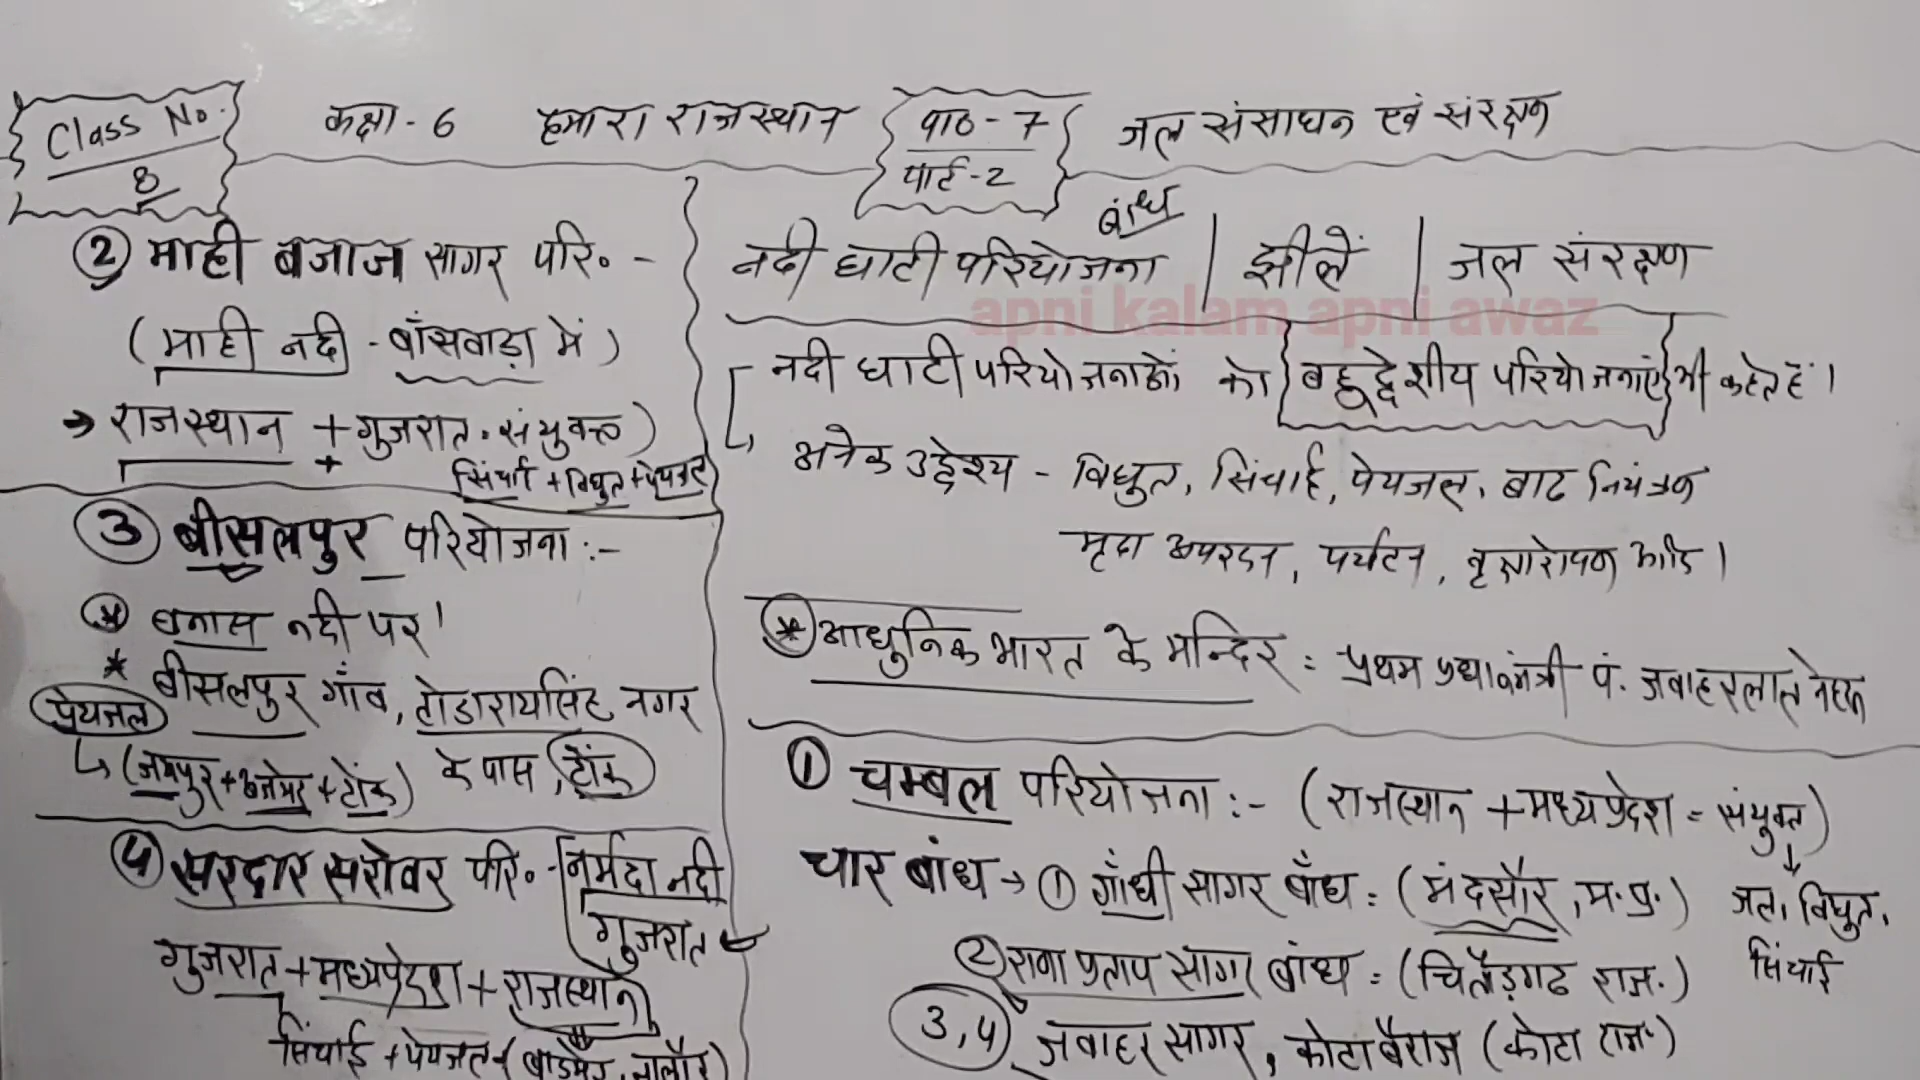 Class No. 8
कक्षा - 6 हमारा राजस्थान
पाठ - 7
पार्ट - 2
जल संसाधन एवं संरक्षण
② माही बजाज सागर परि॰ -
(माही नदी - बाँसवाड़ा में)
→ राजस्थान + गुजरात. संयुक्त)
सिंचाई + विधुत + पेयजल
③ बीसलपुर परियोजना :-
* बनास नदी पर।
* बीसलपुर गाँव, टोडारायसिंह नगर
के पास, टोंक
पेयजल
↳ (जयपुर + अजमेर + टोंक)
④ सरदार सरोवर परि॰ - नर्मदा नदी
गुजरात
गुजरात + मध्यप्रदेश + राजस्थान
सिंचाई + पेयजल - (बाडमेर, जालौर)
बांध
नदी घाटी परियोजना | झीलें | जल संरक्षण
apni kalam apni awaz
नदी घाटी परियोजनाओं को बहुद्देशीय परियोजनाएं भी कहते हैं।
अनेक उद्देश्य - विधुत, सिंचाई, पेयजल, बाढ नियंत्रण
मृदा अपरदन, पर्यटन, वृक्षारोपण आदि।
* आधुनिक भारत के मन्दिर : प्रथम प्रधानमंत्री पं. जवाहरलाल नेहरू
① चम्बल परियोजना :- (राजस्थान + मध्यप्रदेश = संयुक्त)
चार बांध → ① गाँधी सागर बाँध : (मंदसौर, म.प्र.)
जल, विधुत,
सिंचाई
② राणा प्रताप सागर बांध : (चितौड़गढ राज.)
3,4 जवाहर सागर, कोटा बैराज (कोटा राज.)